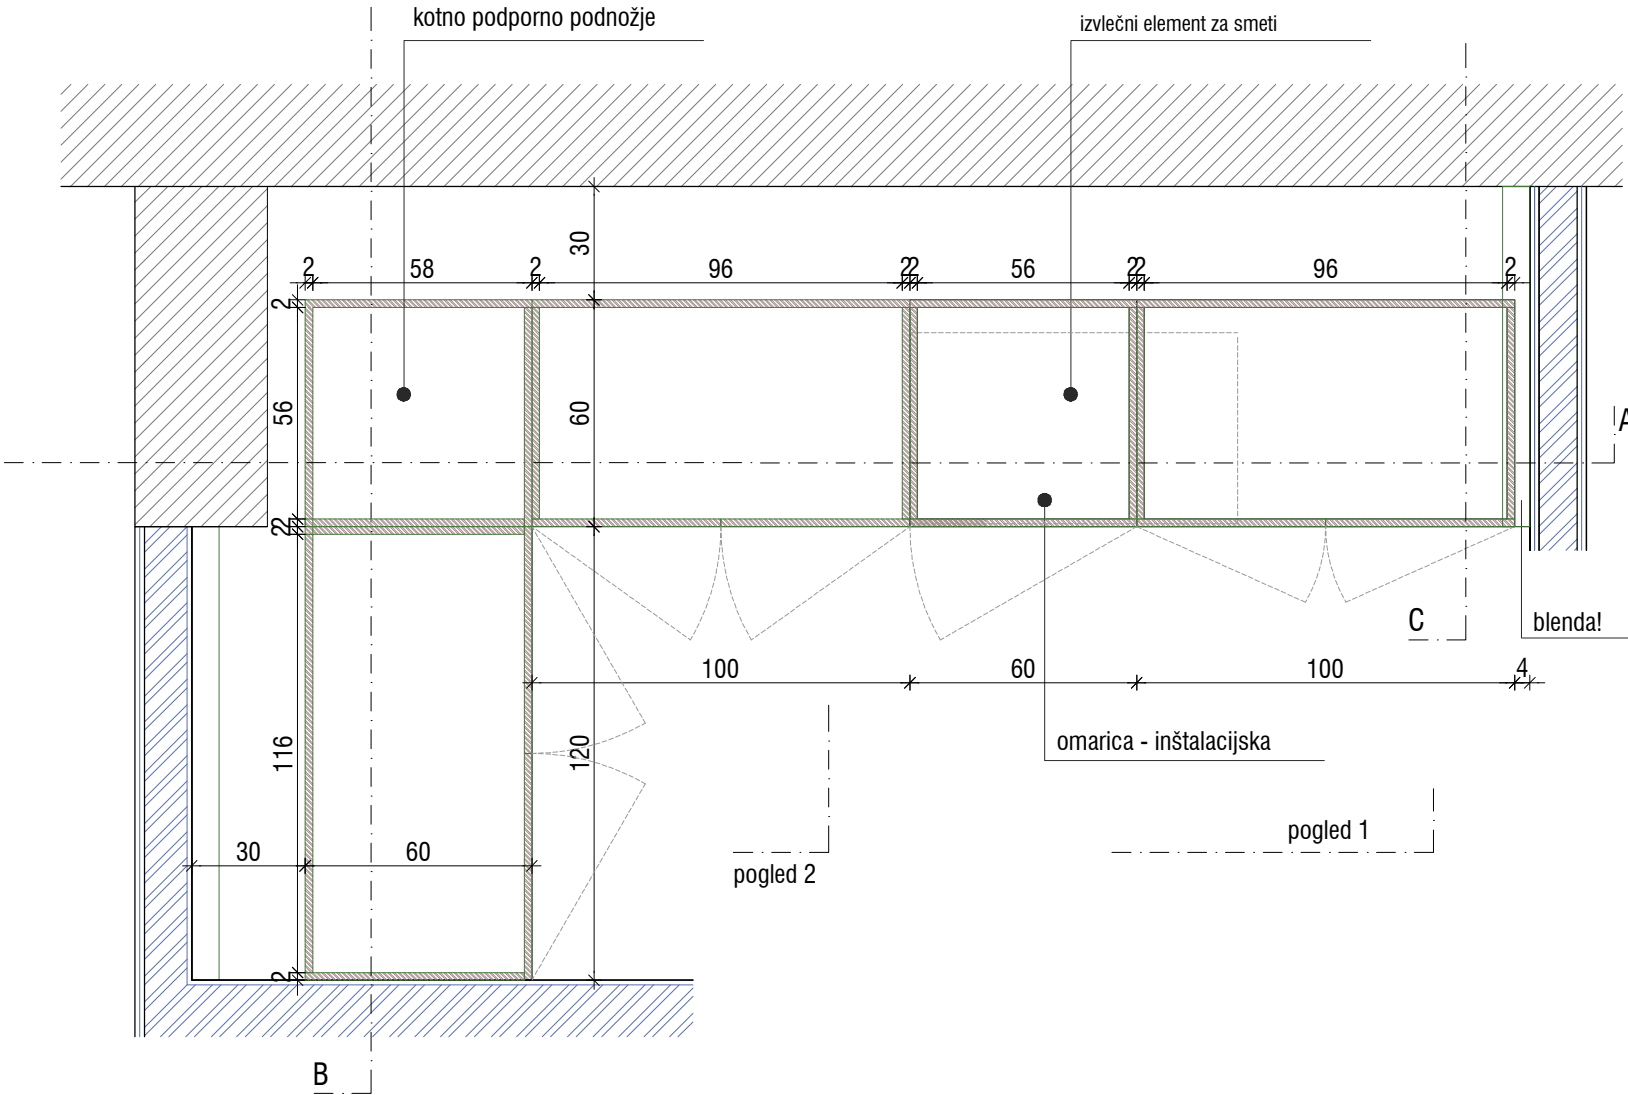 kotno podporno podnožje
izvlečni element za smeti
30
2 58 2 96 22 56 22 96 2
2
56
60
A
22
C
blenda!
100 60 100 4
116
120
omarica - inštalacijska
pogled 1
30 60
pogled 2
2
B